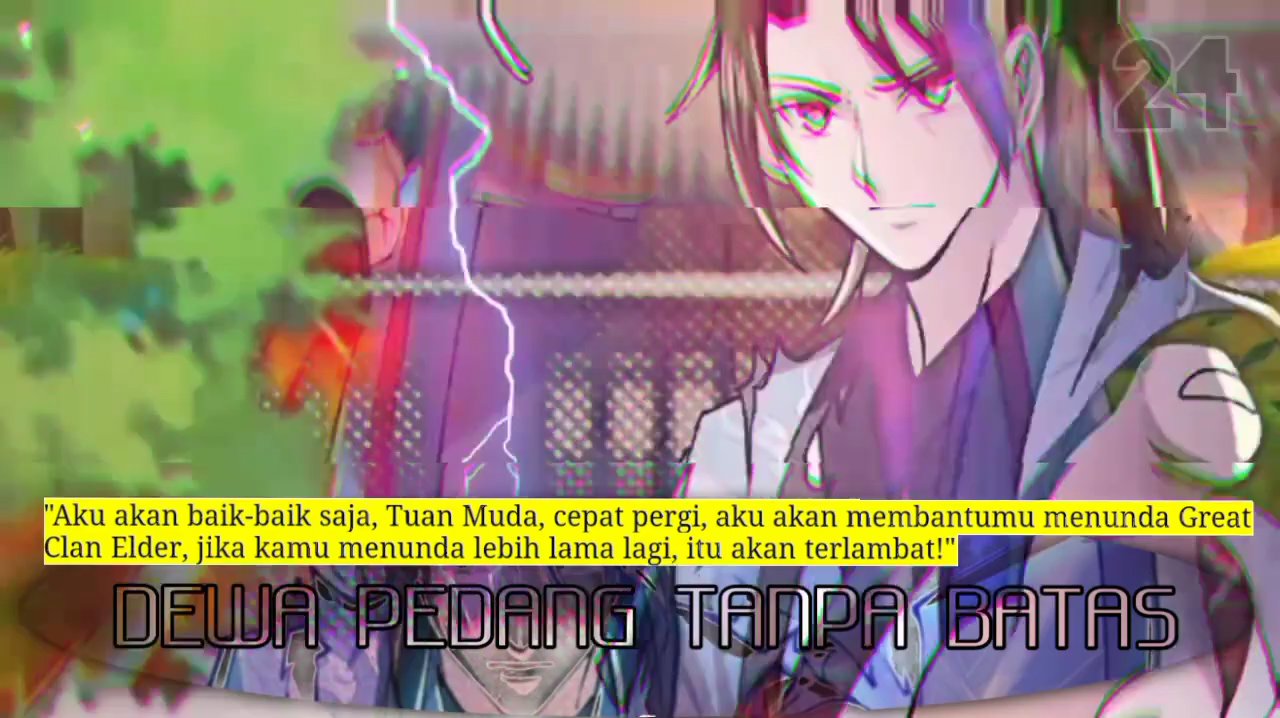 24
"Aku akan baik-baik saja, Tuan Muda, cepat pergi, aku akan membantumu menunda Great
Clan Elder, jika kamu menunda lebih lama lagi, itu akan terlambat!"
DEWA PEDANG TANPA BATAS